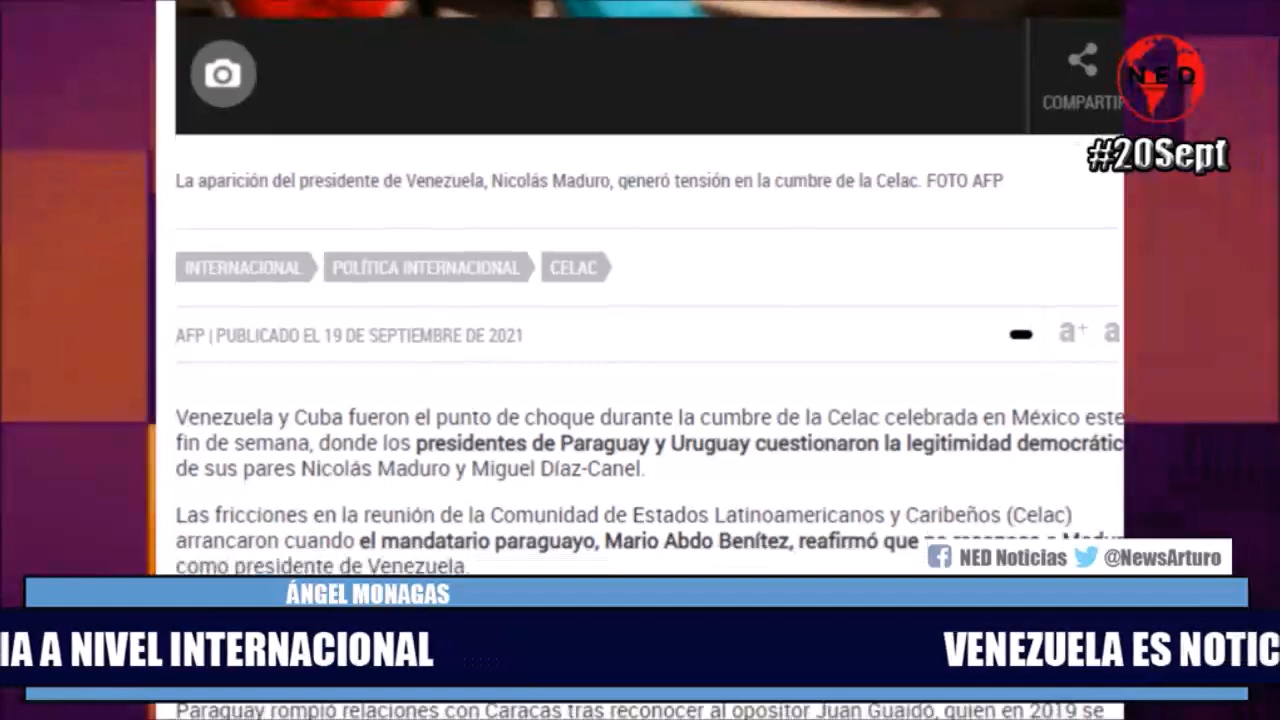 COMPARTIR
NED
#20Sept
La aparición del presidente de Venezuela, Nicolás Maduro, generó tensión en la cumbre de la Celac. FOTO AFP
INTERNACIONAL POLÍTICA INTERNACIONAL CELAC
AFP | PUBLICADO EL 19 DE SEPTIEMBRE DE 2021
a+ a
Venezuela y Cuba fueron el punto de choque durante la cumbre de la Celac celebrada en México este
fin de semana, donde los presidentes de Paraguay y Uruguay cuestionaron la legitimidad democrátic
de sus pares Nicolás Maduro y Miguel Díaz-Canel.
Las fricciones en la reunión de la Comunidad de Estados Latinoamericanos y Caribeños (Celac)
arrancaron cuando el mandatario paraguayo, Mario Abdo Benítez, reafirmó que
como presidente de Venezuela.
NED Noticias @NewsArturo
ÁNGEL MONAGAS
IA A NIVEL INTERNACIONAL VENEZUELA ES NOTIC
Paraguay rompió relaciones con Caracas tras reconocer al opositor Juan Guaidó, quien en 2019 se